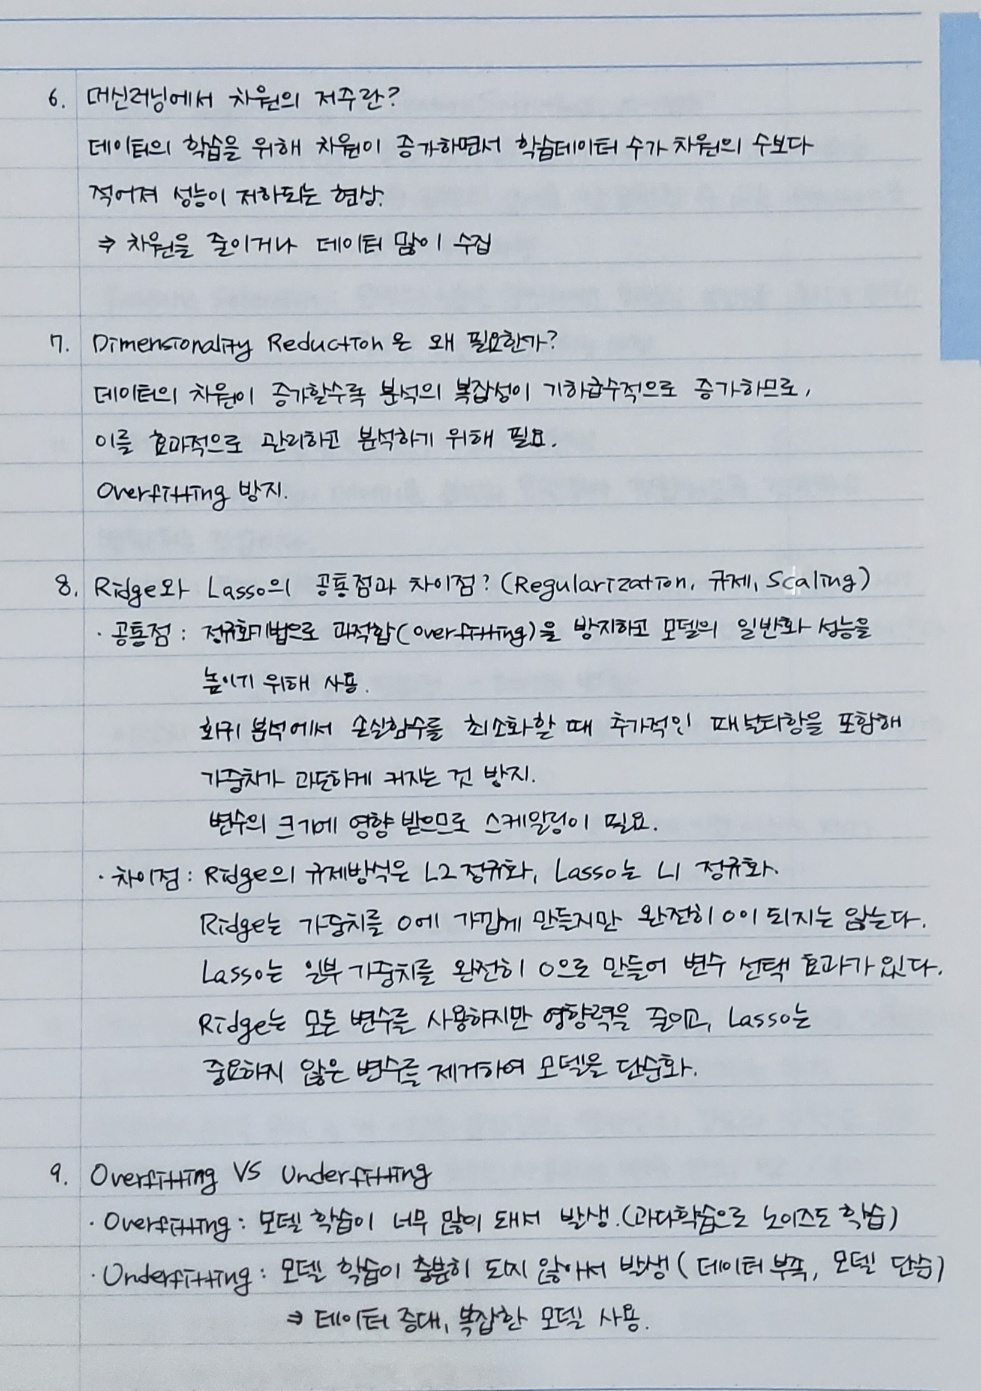 6. 머신러닝에서 차원의 저주란?
데이터의 학습을 위해 차원이 증가하면서 학습데이터 수가 차원의 수보다
적어져 성능이 저하되는 현상.
⇒ 차원을 줄이거나 데이터 많이 수집
7. Dimensionality Reduction은 왜 필요한가?
데이터의 차원이 증가할수록 분석의 복잡성이 기하급수적으로 증가하므로,
이를 효과적으로 관리하고 분석하기 위해 필요.
Overfitting 방지.
8. Ridge와 Lasso의 공통점과 차이점? (Regularization, 규제, Scaling)
· 공통점 : 정규화기법으로 과적합(overfitting)을 방지하고 모델의 일반화 성능을
높이기 위해 사용.
회귀 분석에서 손실함수를 최소화할 때 추가적인 패널티항을 포함해
가중치가 과도하게 커지는 것 방지.
변수의 크기에 영향 받으므로 스케일링이 필요.
· 차이점 : Ridge의 규제방식은 L2 정규화, Lasso는 L1 정규화.
Ridge는 가중치를 0에 가깝게 만들지만 완전히 0이 되지는 않는다.
Lasso는 일부 가중치를 완전히 0으로 만들어 변수 선택 효과가 있다.
Ridge는 모든 변수를 사용하지만 영향력을 줄이고, Lasso는
중요하지 않은 변수를 제거하여 모델을 단순화.
9. Overfitting VS Underfitting
· Overfitting : 모델 학습이 너무 많이 돼서 발생. (과다학습으로 노이즈도 학습)
· Underfitting : 모델 학습이 충분히 되지 않아서 발생 ( 데이터 부족, 모델 단순)
⇒ 데이터 증대, 복잡한 모델 사용.